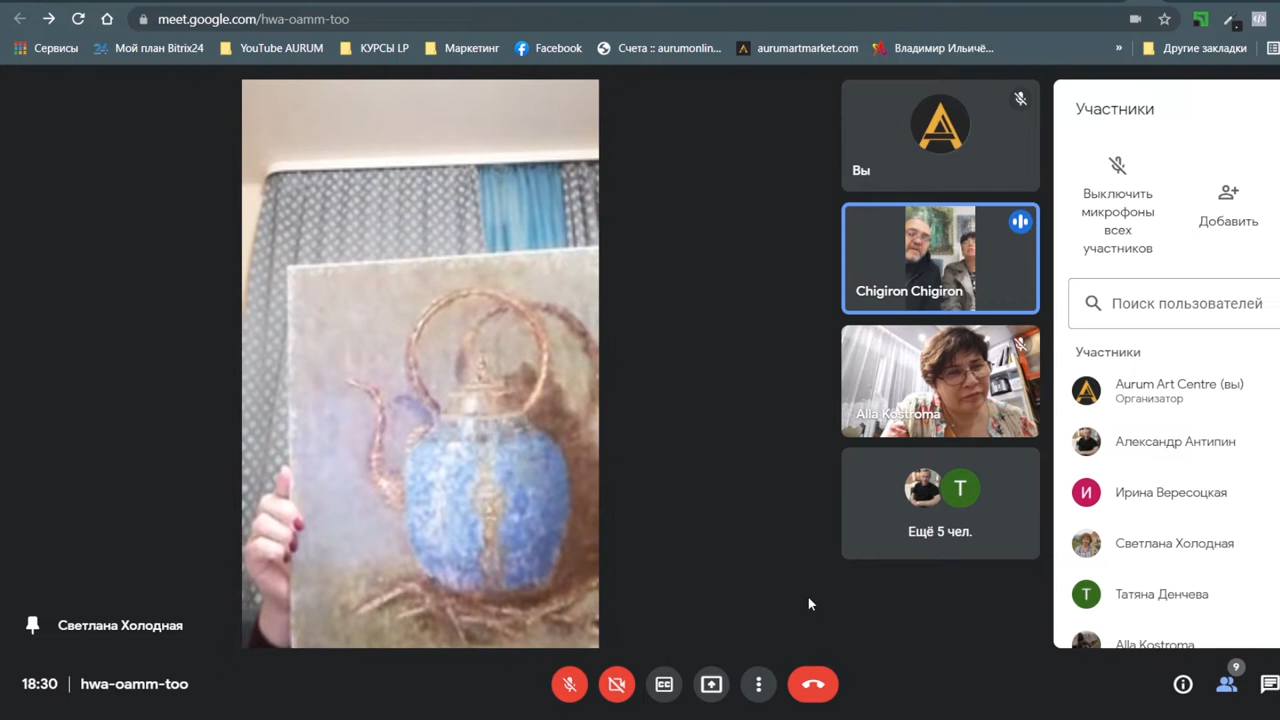 meet.google.com/hwa-oamm-too
Сервисы
24 Мой план Bitrix24
YouTube AURUM
КУРСЫ LP
Маркетинг
Facebook
Счета :: aurumonlin...
aurumartmarket.com
Владимир Ильичё...
»
Другие закладки
Вы
Chigiron Chigiron
Alla Kostroma
T
Ещё 5 чел.
Участники
Выключить
микрофоны
всех
участников
Добавить
Поиск пользователей
Участники
Aurum Art Centre (вы)
Организатор
Александр Антипин
И Ирина Вересоцкая
Светлана Холодная
T Татяна Денчева
Alla Kostroma
Светлана Холодная
18:30 | hwa-oamm-too
CC
9